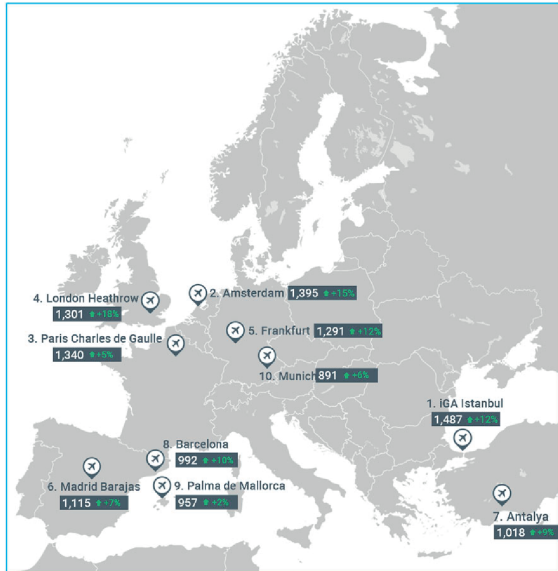 2. Amsterdam 1,395 +15%
4. London Heathrow
1,301 +18%
5. Frankfurt 1,291 +12%
3. Paris Charles de Gaulle
1,340 +5%
10. Munich 891 +6%
1. iGA Istanbul
1,487 +12%
8. Barcelona
992 +10%
6. Madrid Barajas
1,115 +7%
9. Palma de Mallorca
957 +2%
7. Antalya
1,018 +9%